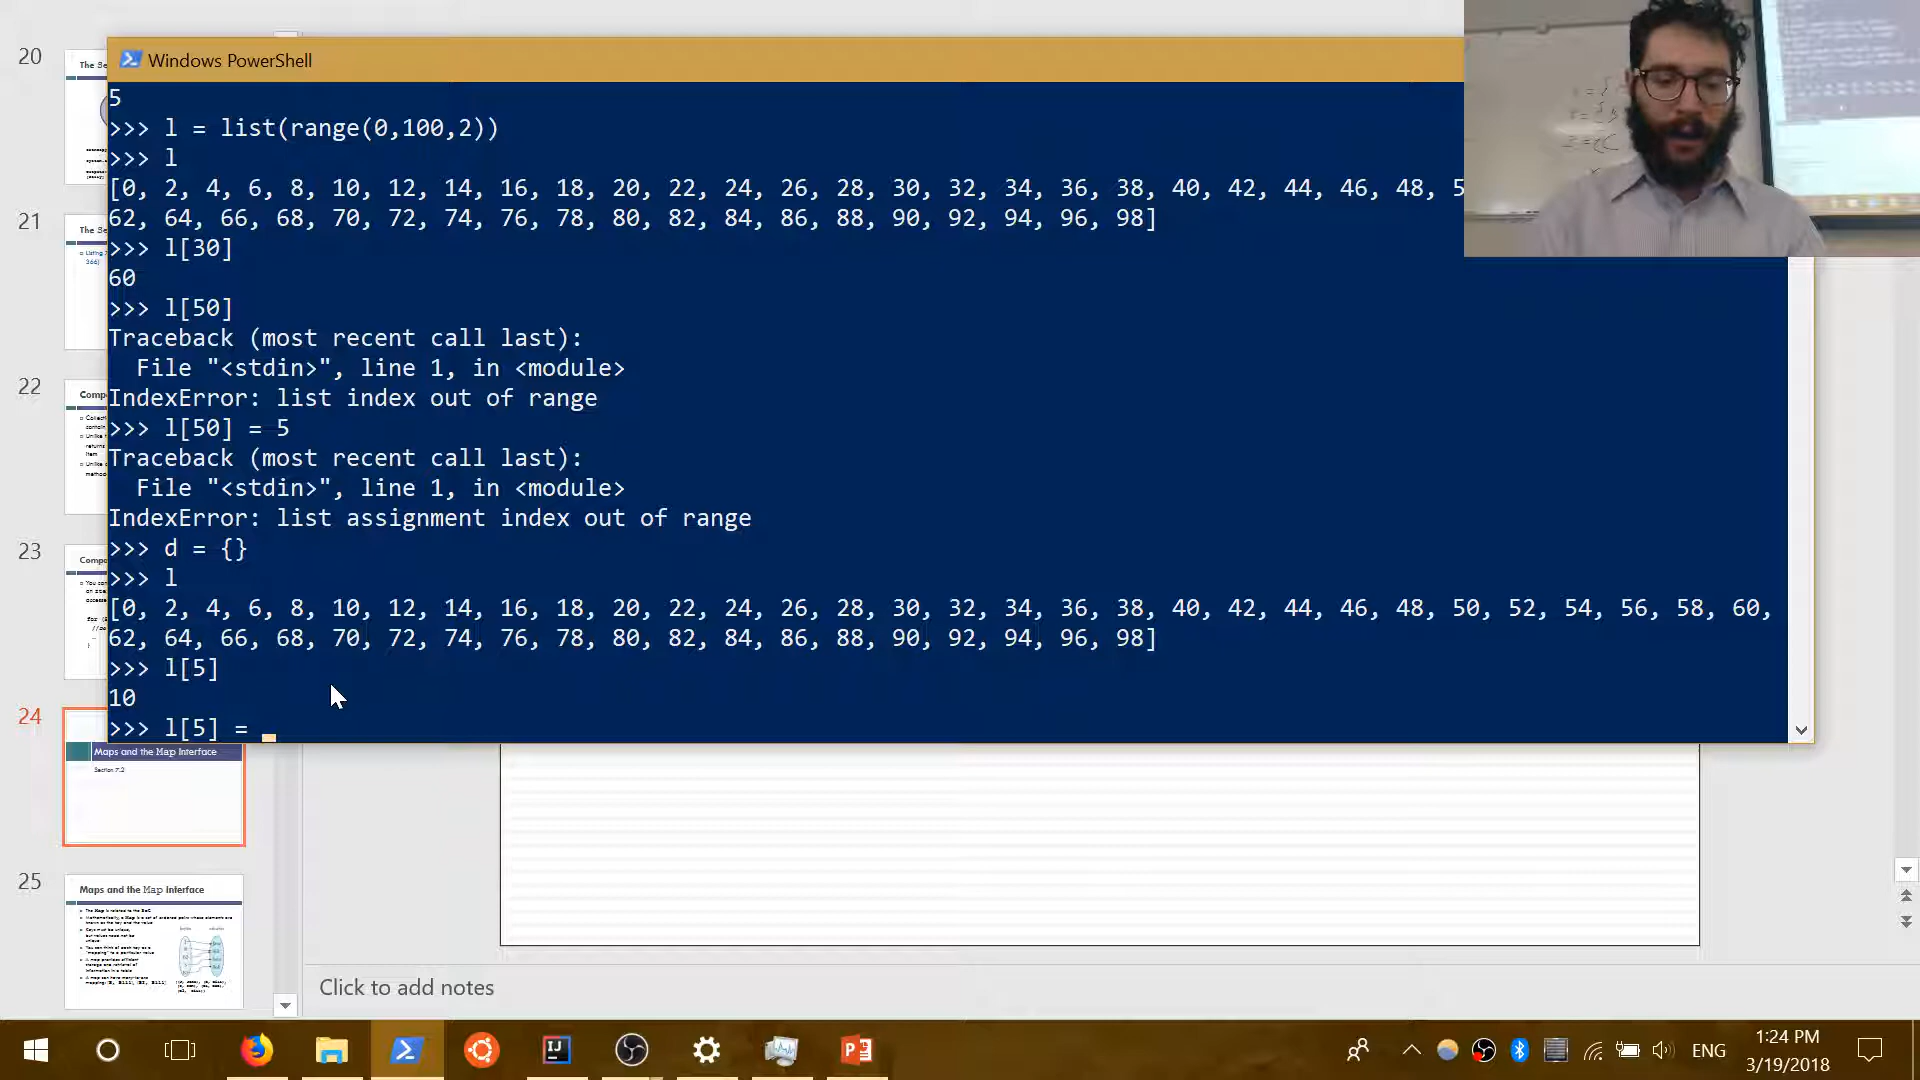 20
The Se
Windows PowerShell
5
>>> l = list(range(0,100,2))
>>> l
[0, 2, 4, 6, 8, 10, 12, 14, 16, 18, 20, 22, 24, 26, 28, 30, 32, 34, 36, 38, 40, 42, 44, 46, 48, 5
62, 64, 66, 68, 70, 72, 74, 76, 78, 80, 82, 84, 86, 88, 90, 92, 94, 96, 98]
21
The Se
>>> l[30]
60
>>> l[50]
Traceback (most recent call last):
  File "<stdin>", line 1, in <module>
22
IndexError: list index out of range
Comp
>>> l[50] = 5
Traceback (most recent call last):
  File "<stdin>", line 1, in <module>
IndexError: list assignment index out of range
23
>>> d = {}
Compa
>>> l
[0, 2, 4, 6, 8, 10, 12, 14, 16, 18, 20, 22, 24, 26, 28, 30, 32, 34, 36, 38, 40, 42, 44, 46, 48, 50, 52, 54, 56, 58, 60,
62, 64, 66, 68, 70, 72, 74, 76, 78, 80, 82, 84, 86, 88, 90, 92, 94, 96, 98]
>>> l[5]
10
24
>>> l[5] =
Maps and the Map Interface
Section 7.2
25
Maps and the Map Interface
Click to add notes
ENG
1:24 PM
3/19/2018